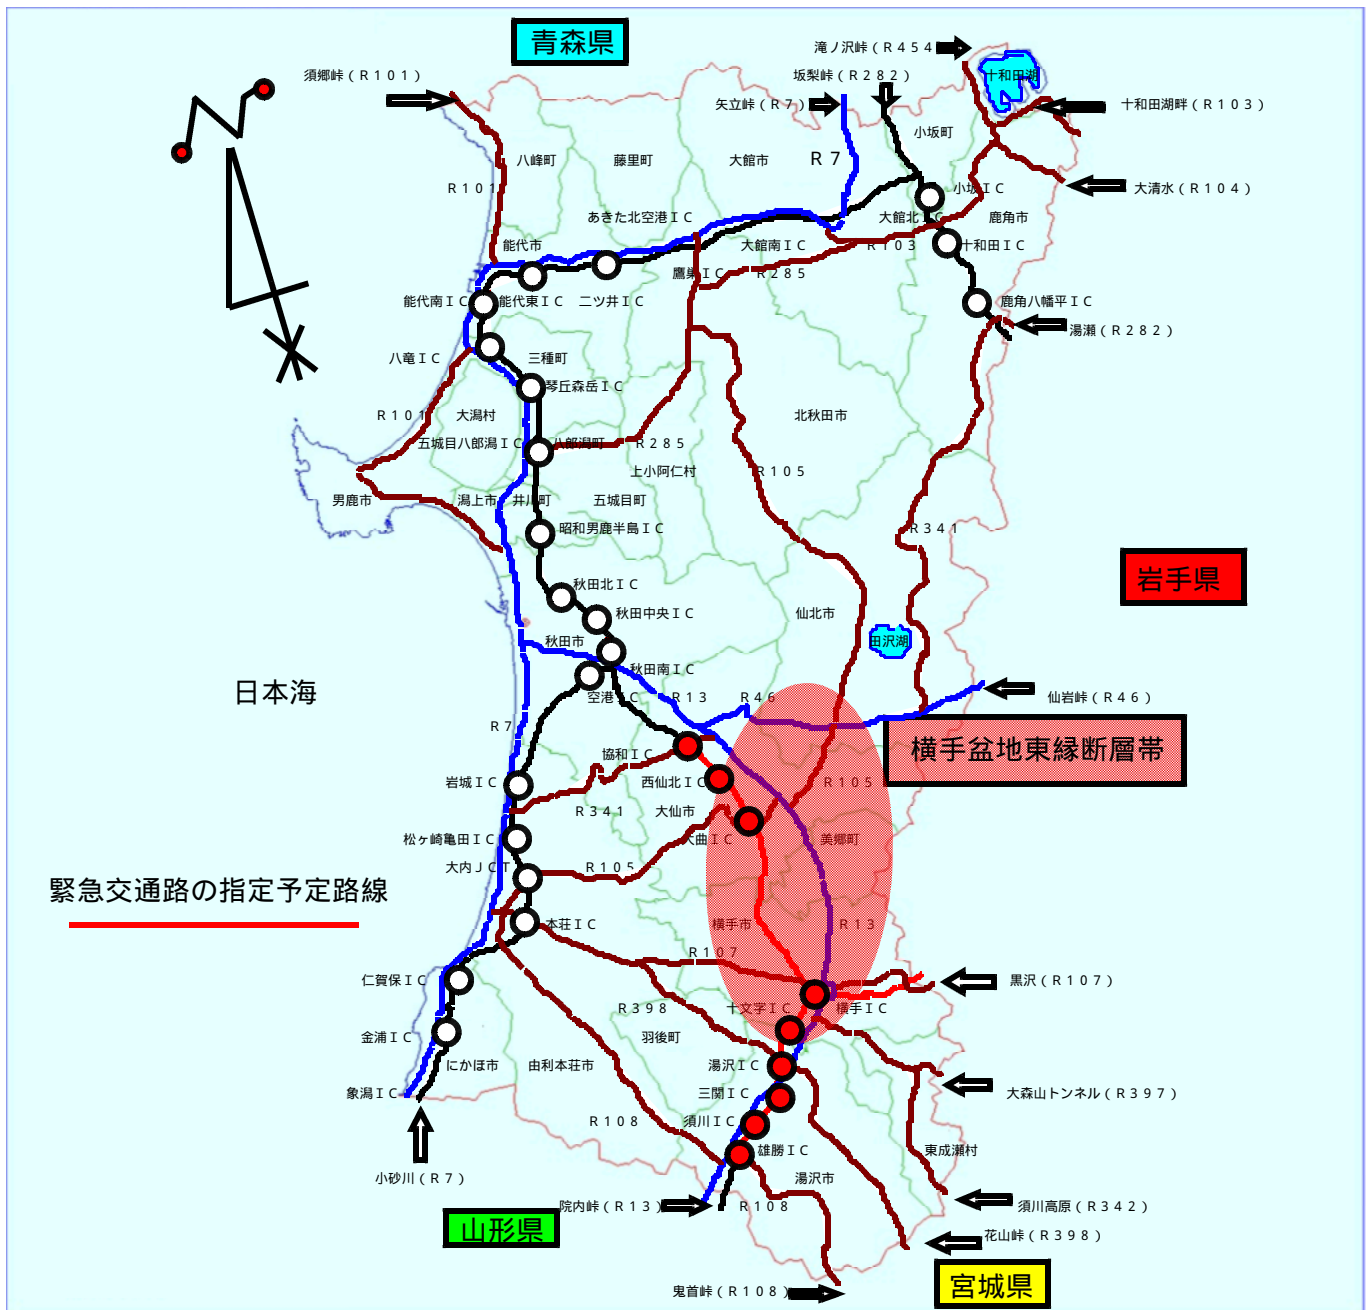 青森県
滝ノ沢峠(R454
須郷峠(R101)
坂梨峠(R282)
十和田湖
矢立峠(R7)
十和田湖畔(R103)
小坂町
八峰町
藤里町
大館市
R7
R101
小坂IC
大清水(R104)
あきた北空港IC
大館北IC
鹿角市
能代市
大館南IC
R103
十和田IC
鷹巣IC
R285
能代南IC
能代東IC
二ツ井IC
鹿角八幡平IC
湯瀬(R282)
八竜IC
三種町
琴丘森岳IC
R101
大潟村
北秋田市
五城目八郎潟IC
八郎潟町
R285
上小阿仁村
R105
男鹿市
潟上市
井川町
五城目町
昭和男鹿半島IC
R341
岩手県
秋田北IC
秋田中央IC
仙北市
秋田市
田沢湖
秋田南IC
日本海
空港IC
R13
R46
仙岩峠(R46)
R7
協和IC
横手盆地東縁断層帯
岩城IC
西仙北IC
R105
R341
大仙市
松ヶ崎亀田IC
大曲IC
美郷町
大内JCT
R105
緊急交通路の指定予定路線
本荘IC
横手市
R13
R107
仁賀保IC
黒沢(R107)
R398
十文字IC
横手IC
金浦IC
羽後町
にかほ市
由利本荘市
湯沢IC
象潟IC
三関IC
大森山トンネル(R397)
R108
須川IC
雄勝IC
東成瀬村
小砂川(R7)
湯沢市
院内峠(R13)
R108
須川高原(R342)
山形県
花山峠(R398)
鬼首峠(R108)
宮城県